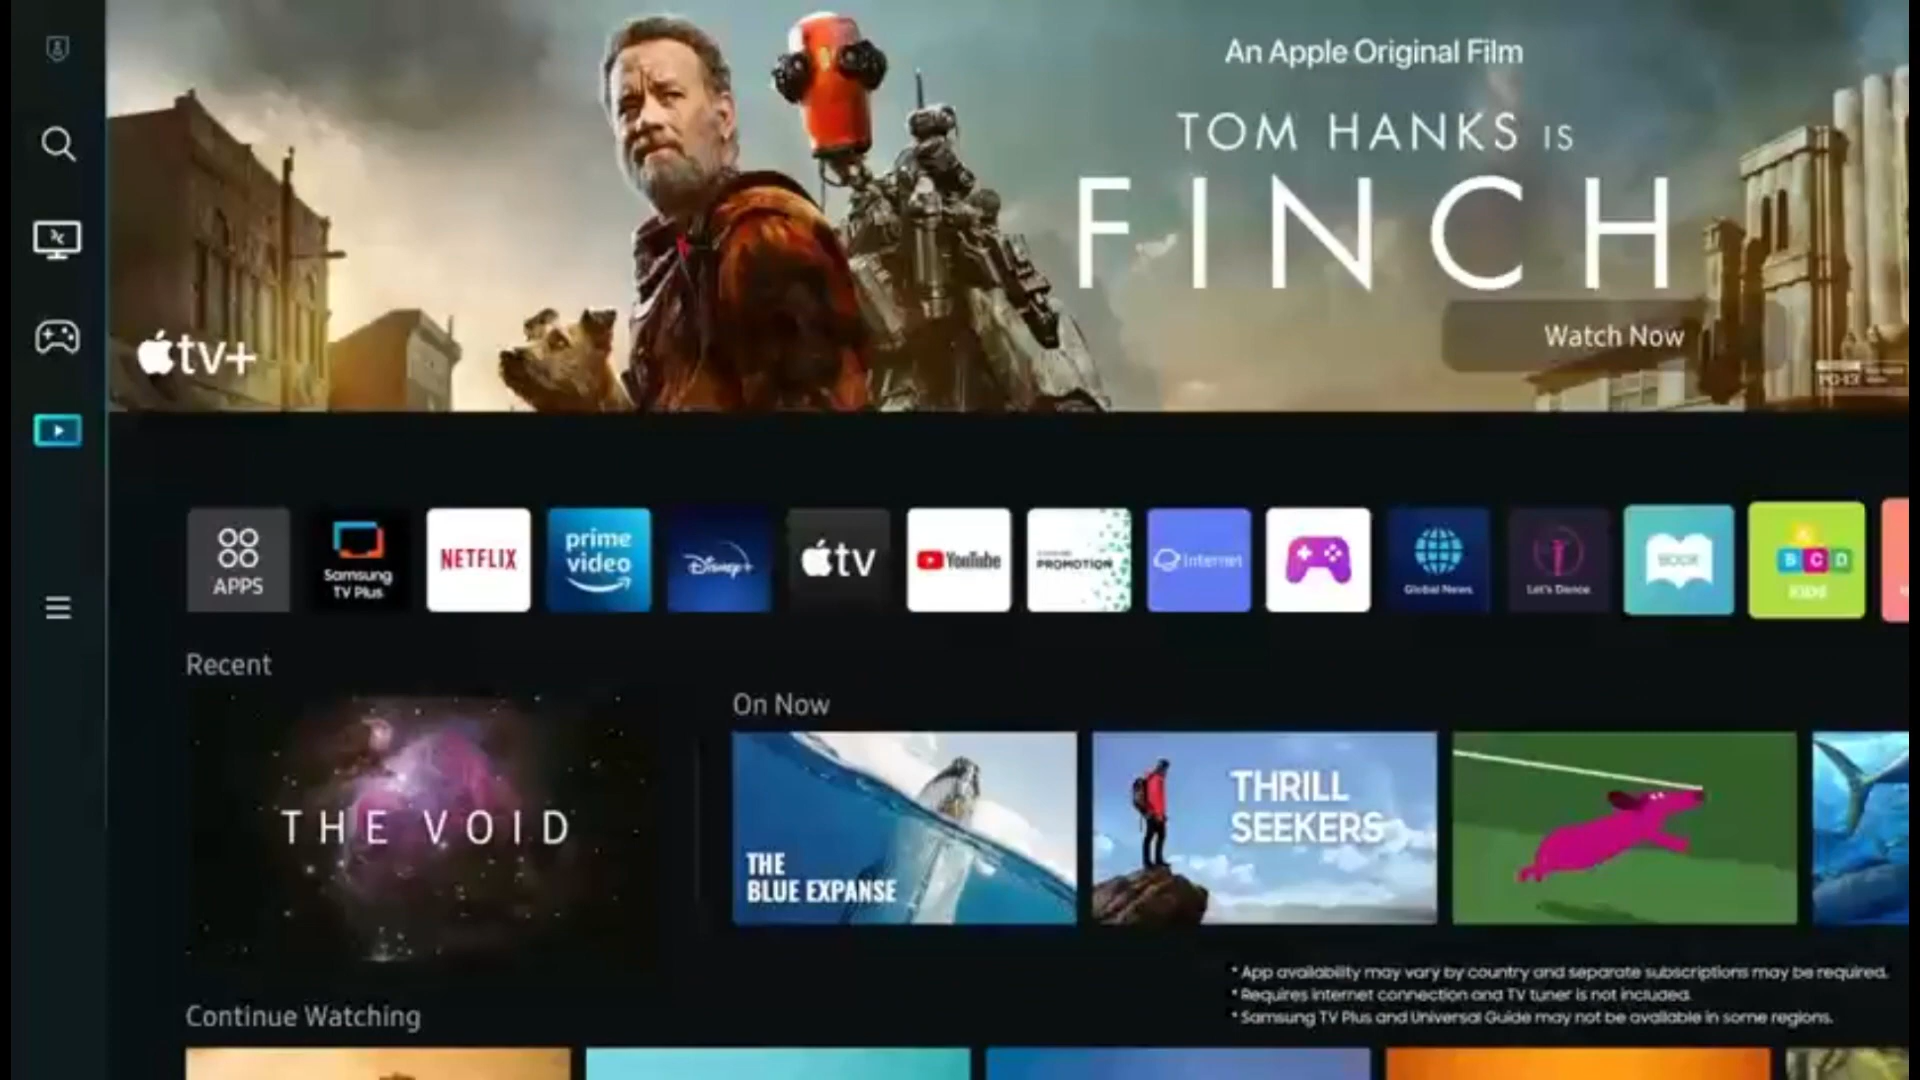 An Apple Original Film
TOM HANKS IS
FINCH
Watch Now
tv+
APPS
Samsung
TV Plus
NETFLIX
prime
video
Disney+
tv
YouTube
PROMOTION
Internet
Global News
Let's Dance
BOOK
B C D
KIDS
Recent
THE VOID
On Now
THE
BLUE EXPANSE
THRILL
SEEKERS
* App availability may vary by country and separate subscriptions may be required.
* Requires internet connection and TV tuner is not included.
* Samsung TV Plus and Universal Guide may not be available in some regions.
Continue Watching